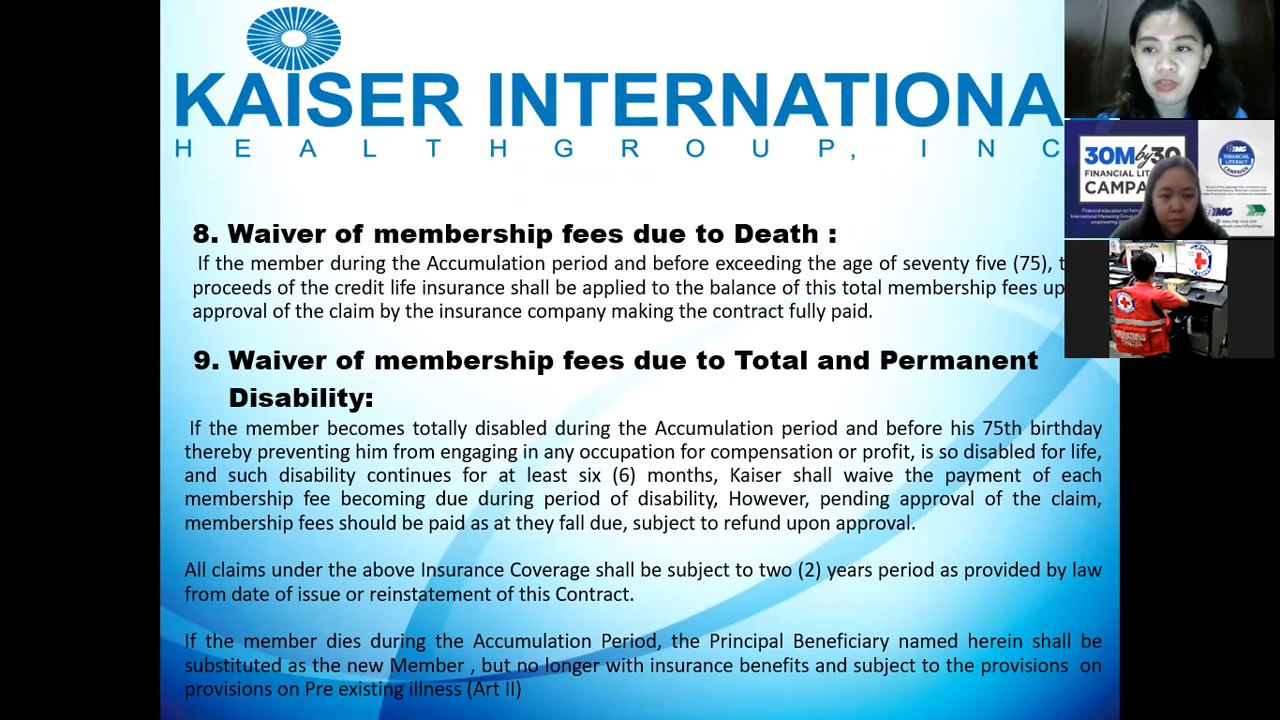 KAISER INTERNATIONA
HEALTHGROUP, INC
8. Waiver of membership fees due to Death :
If the member during the Accumulation period and before exceeding the age of seventy five (75), t
proceeds of the credit life insurance shall be applied to the balance of this total membership fees up
approval of the claim by the insurance company making the contract fully paid.
9. Waiver of membership fees due to Total and Permanent
Disability:
If the member becomes totally disabled during the Accumulation period and before his 75th birthday
thereby preventing him from engaging in any occupation for compensation or profit, is so disabled for life,
and such disability continues for at least six (6) months, Kaiser shall waive the payment of each
membership fee becoming due during period of disability, However, pending approval of the claim,
membership fees should be paid as at they fall due, subject to refund upon approval.
All claims under the above Insurance Coverage shall be subject to two (2) years period as provided by law
from date of issue or reinstatement of this Contract.
If the member dies during the Accumulation Period, the Principal Beneficiary named herein shall be
substituted as the new Member , but no longer with insurance benefits and subject to the provisions on
provisions on Pre existing illness (Art II)
30M by 30
FINANCIAL LIT
CAMPA
IMG
FINANCIAL
LITERACY
CAMPAIGN
IMG
OPERATIONS
CENTER